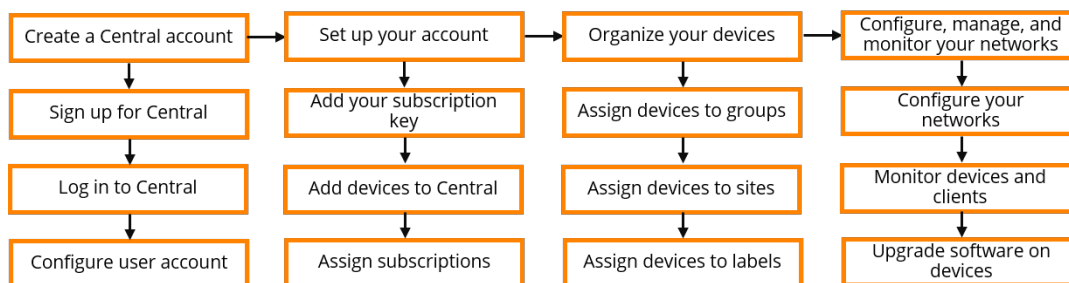 Create a Central account
Set up your account
Organize your devices
Configure, manage, and
monitor your networks
Sign up for Central
Add your subscription
key
Assign devices to groups
Configure your
networks
Log in to Central
Add devices to Central
Assign devices to sites
Monitor devices and
clients
Configure user account
Assign subscriptions
Assign devices to labels
Upgrade software on
devices